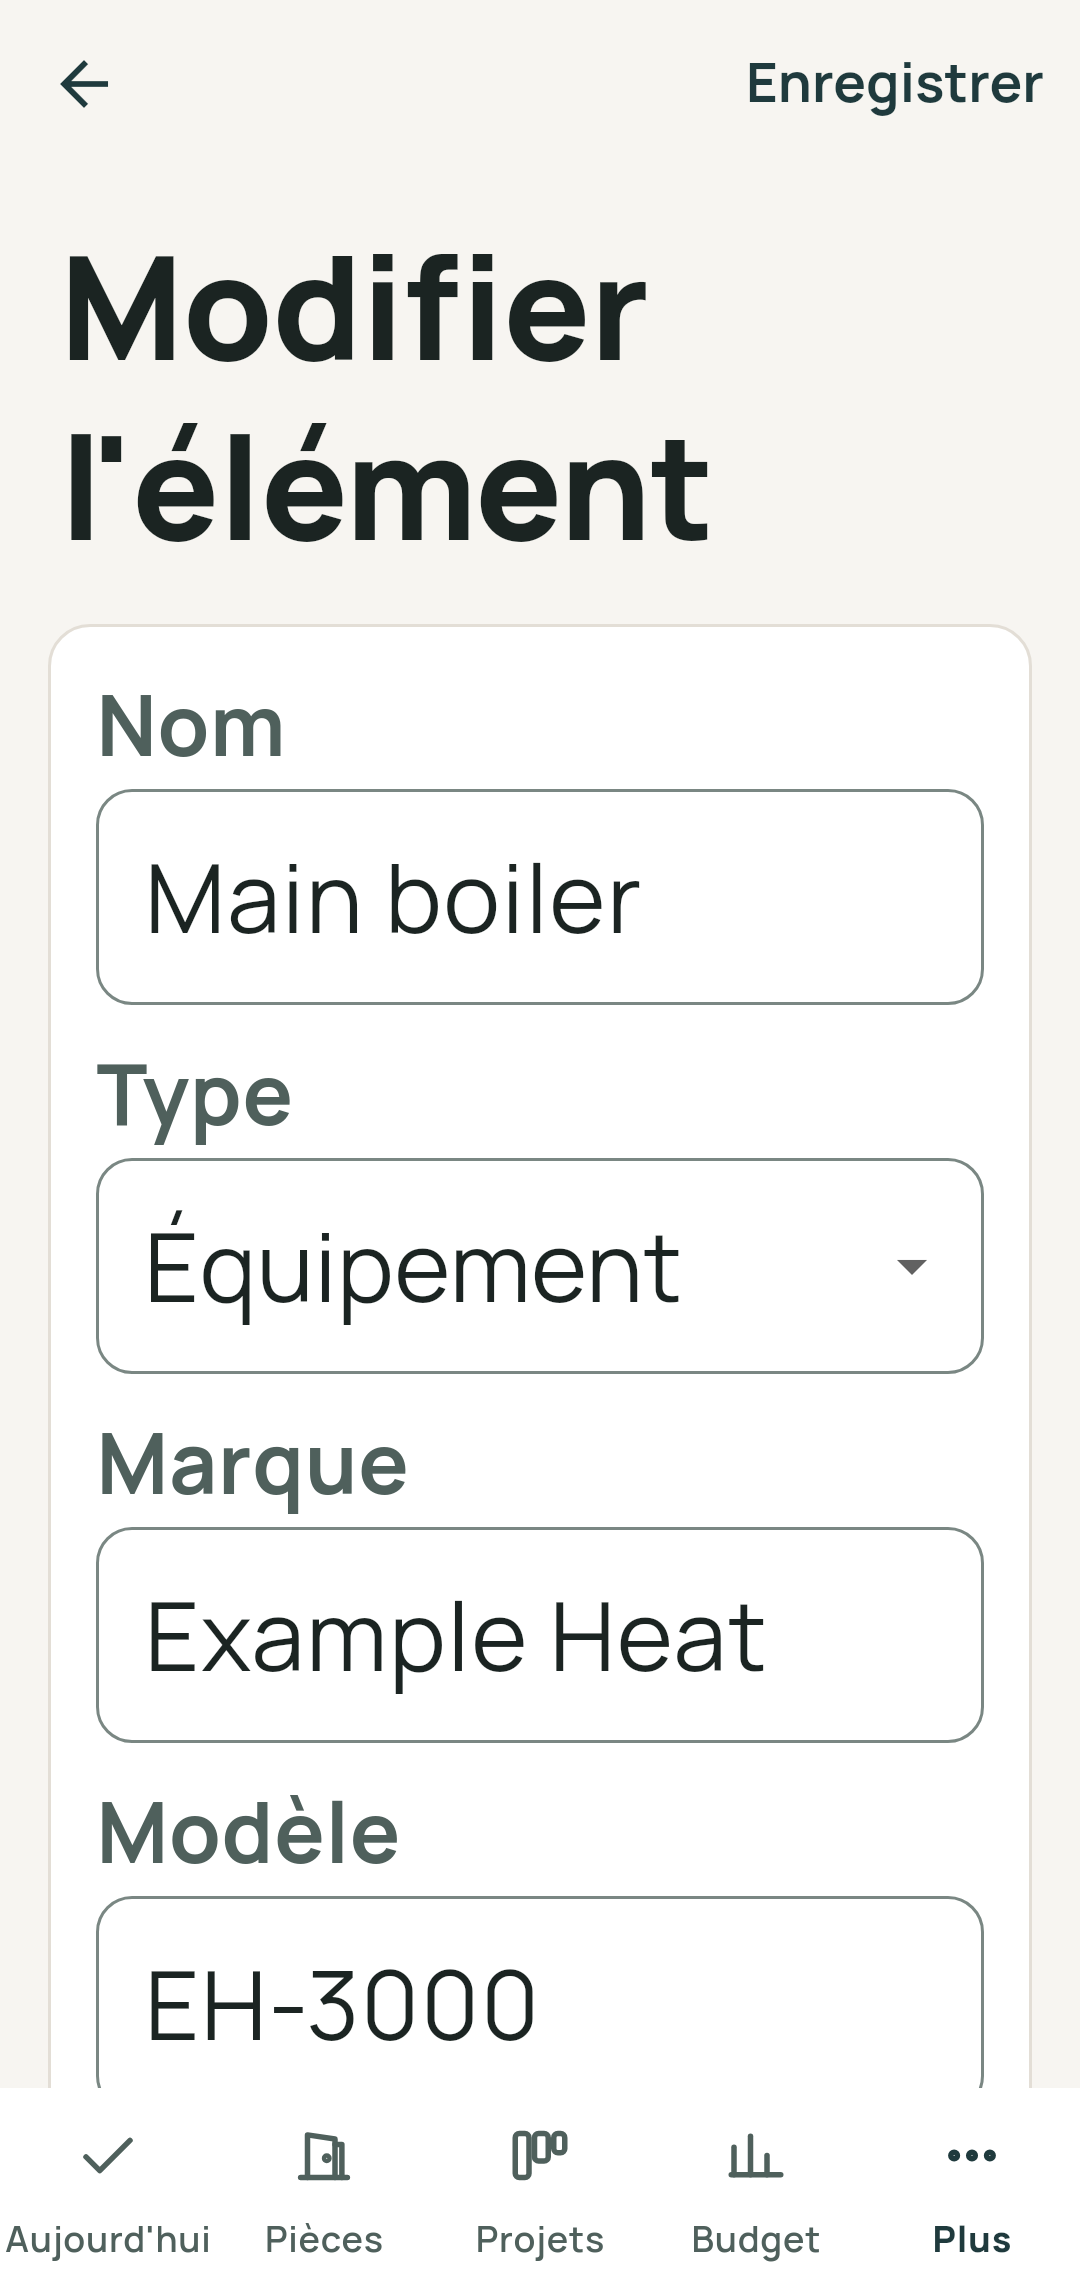 Enregistrer
Modifier
l'élément
Nom
Main boiler
Type
Équipement
Marque
Example Heat
Modèle
EH-3000
Aujourd'hui
Pièces
Projets
Budget
Plus